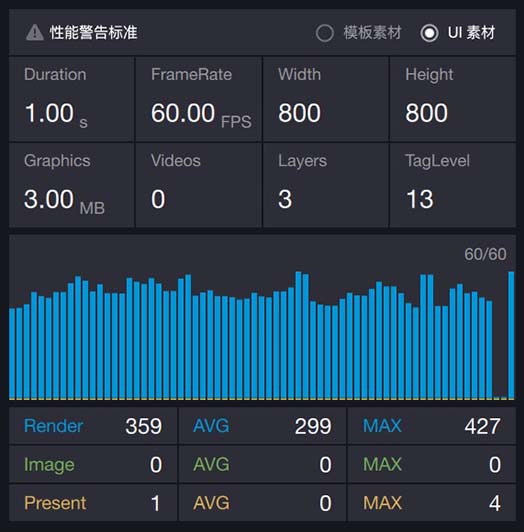 性能警告标准 模板素材 UI 素材
Duration FrameRate Width Height
1.00 s 60.00 FPS 800 800
Graphics Videos Layers TagLevel
3.00 MB 0 3 13
60/60
Render 359 AVG 299 MAX 427
Image 0 AVG 0 MAX 0
Present 1 AVG 0 MAX 4